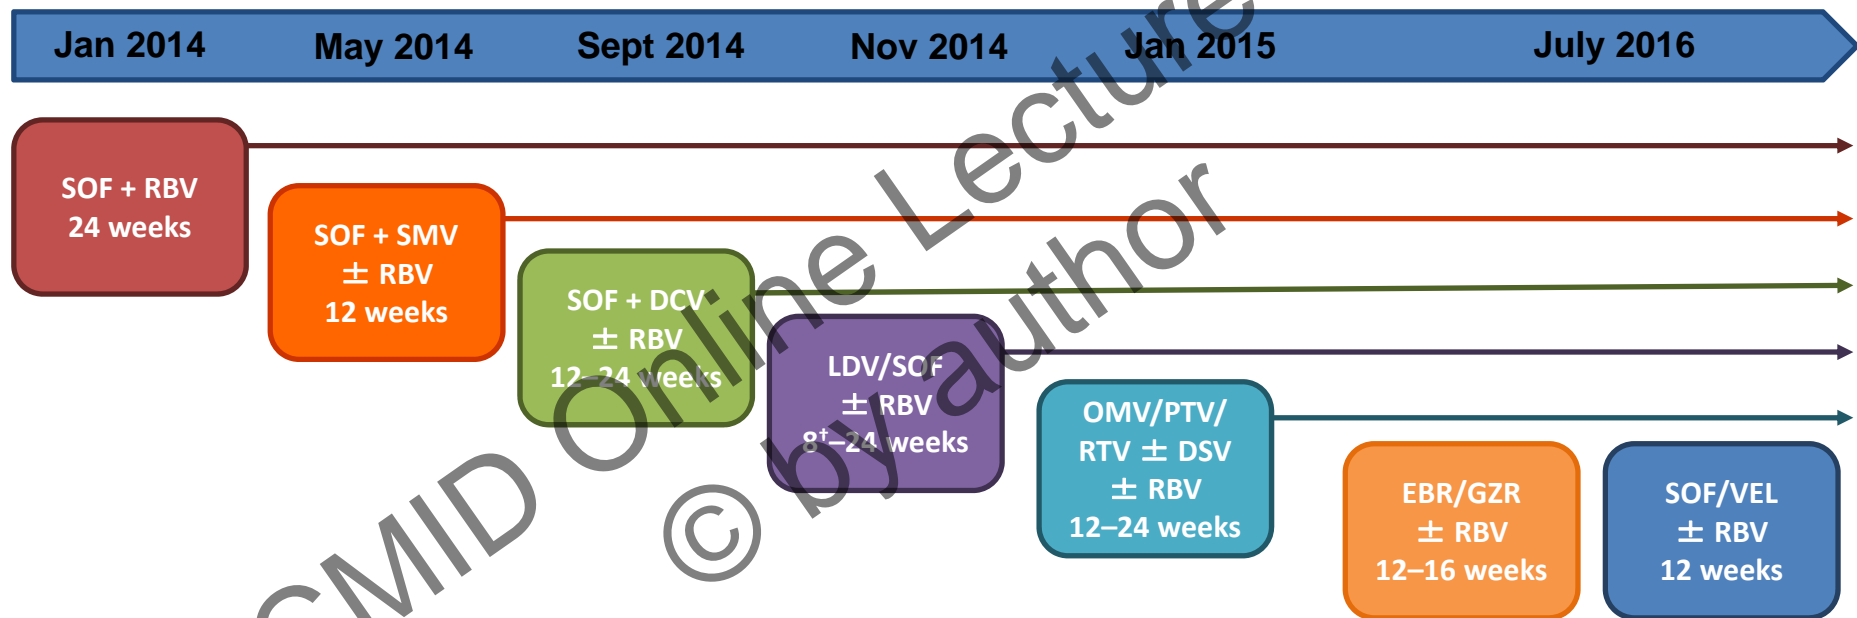 Jan 2014
May 2014
Sept 2014
Nov 2014
Jan 2015
July 2016
SOF + RBV
24 weeks
SOF + SMV
± RBV
12 weeks
SOF + DCV
± RBV
12–24 weeks
LDV/SOF
± RBV
8†–24 weeks
OMV/PTV/
RTV ± DSV
± RBV
12–24 weeks
EBR/GZR
± RBV
12–16 weeks
SOF/VEL
± RBV
12 weeks
CMID Online Lecture
© by author